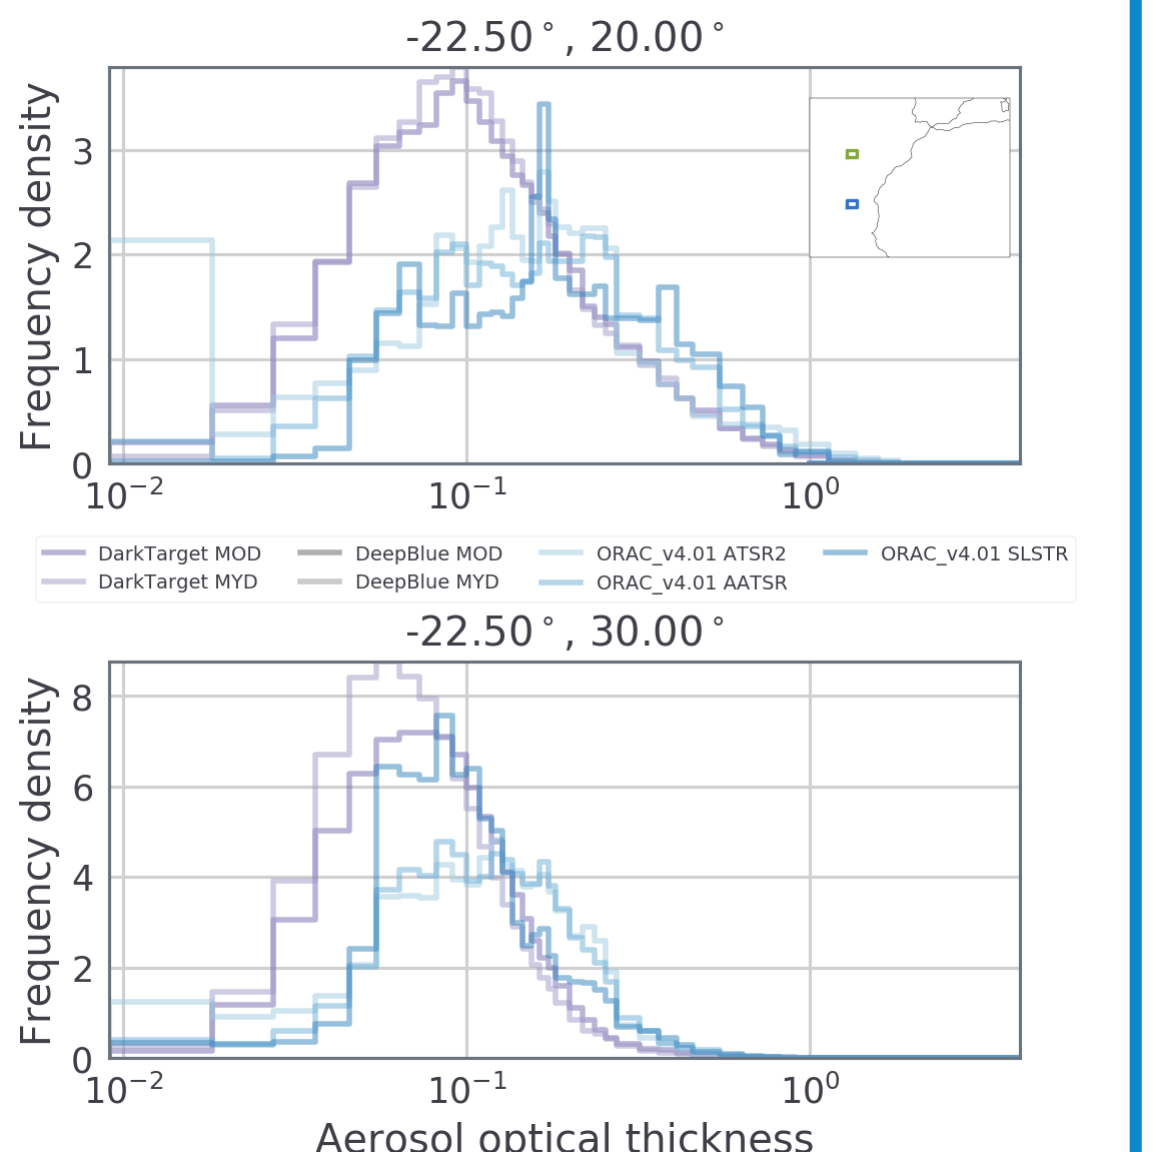 -22.50°, 20.00°
Frequency density
3
2
1
0
10⁻² 10⁻¹ 10⁰
DarkTarget MOD DeepBlue MOD ORAC_v4.01 ATSR2 ORAC_v4.01 SLSTR
DarkTarget MYD DeepBlue MYD ORAC_v4.01 AATSR
-22.50°, 30.00°
Frequency density
8
6
4
2
0
10⁻² 10⁻¹ 10⁰
Aerosol optical thickness